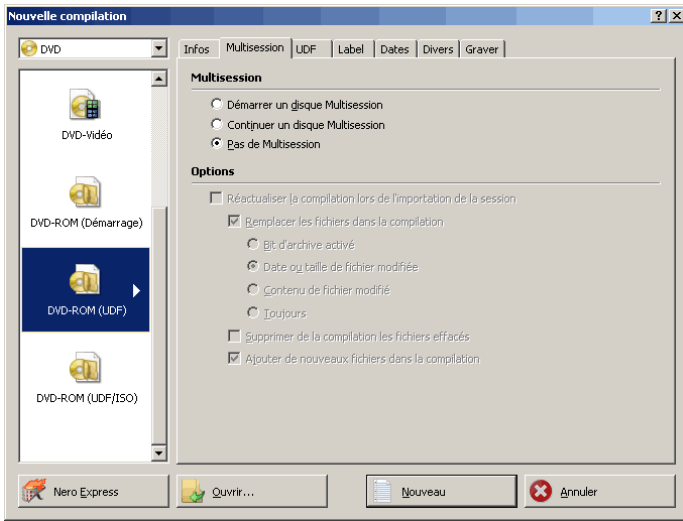 Nouvelle compilation
DVD
Infos Multisession UDF Label Dates Divers Graver
DVD-Vidéo
DVD-ROM (Démarrage)
DVD-ROM (UDF)
DVD-ROM (UDF/ISO)
Multisession
Démarrer un disque Multisession
Continuer un disque Multisession
Pas de Multisession
Options
Réactualiser la compilation lors de l'importation de la session
Remplacer les fichiers dans la compilation
Bit d'archive activé
Date ou taille de fichier modifiée
Contenu de fichier modifié
Toujours
Supprimer de la compilation les fichiers effacés
Ajouter de nouveaux fichiers dans la compilation
Nero Express Ouvrir... Nouveau Annuler